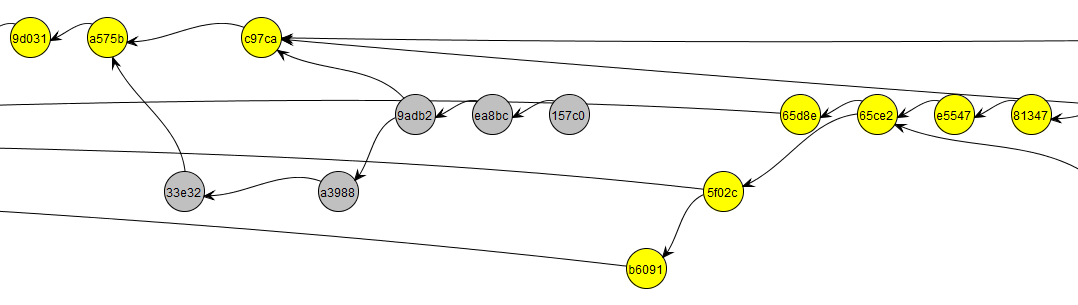 9d031 a575b c97ca
9adb2 ea8bc 157c0 65d8e 65ce2 e5547 81347
33e32 a3988 5f02c
b6091